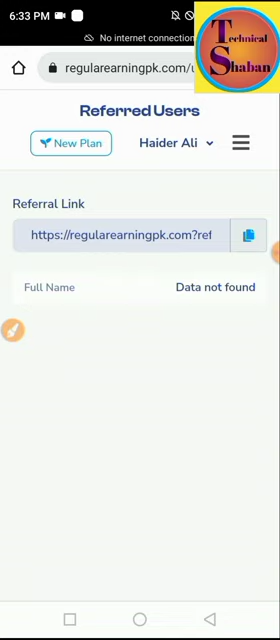 6:33 PM
No internet connection
regularearningpk.com/u
Technical
Shaban
Referred Users
New Plan
Haider Ali
Referral Link
https://regularearningpk.com?ref
Full Name
Data not found